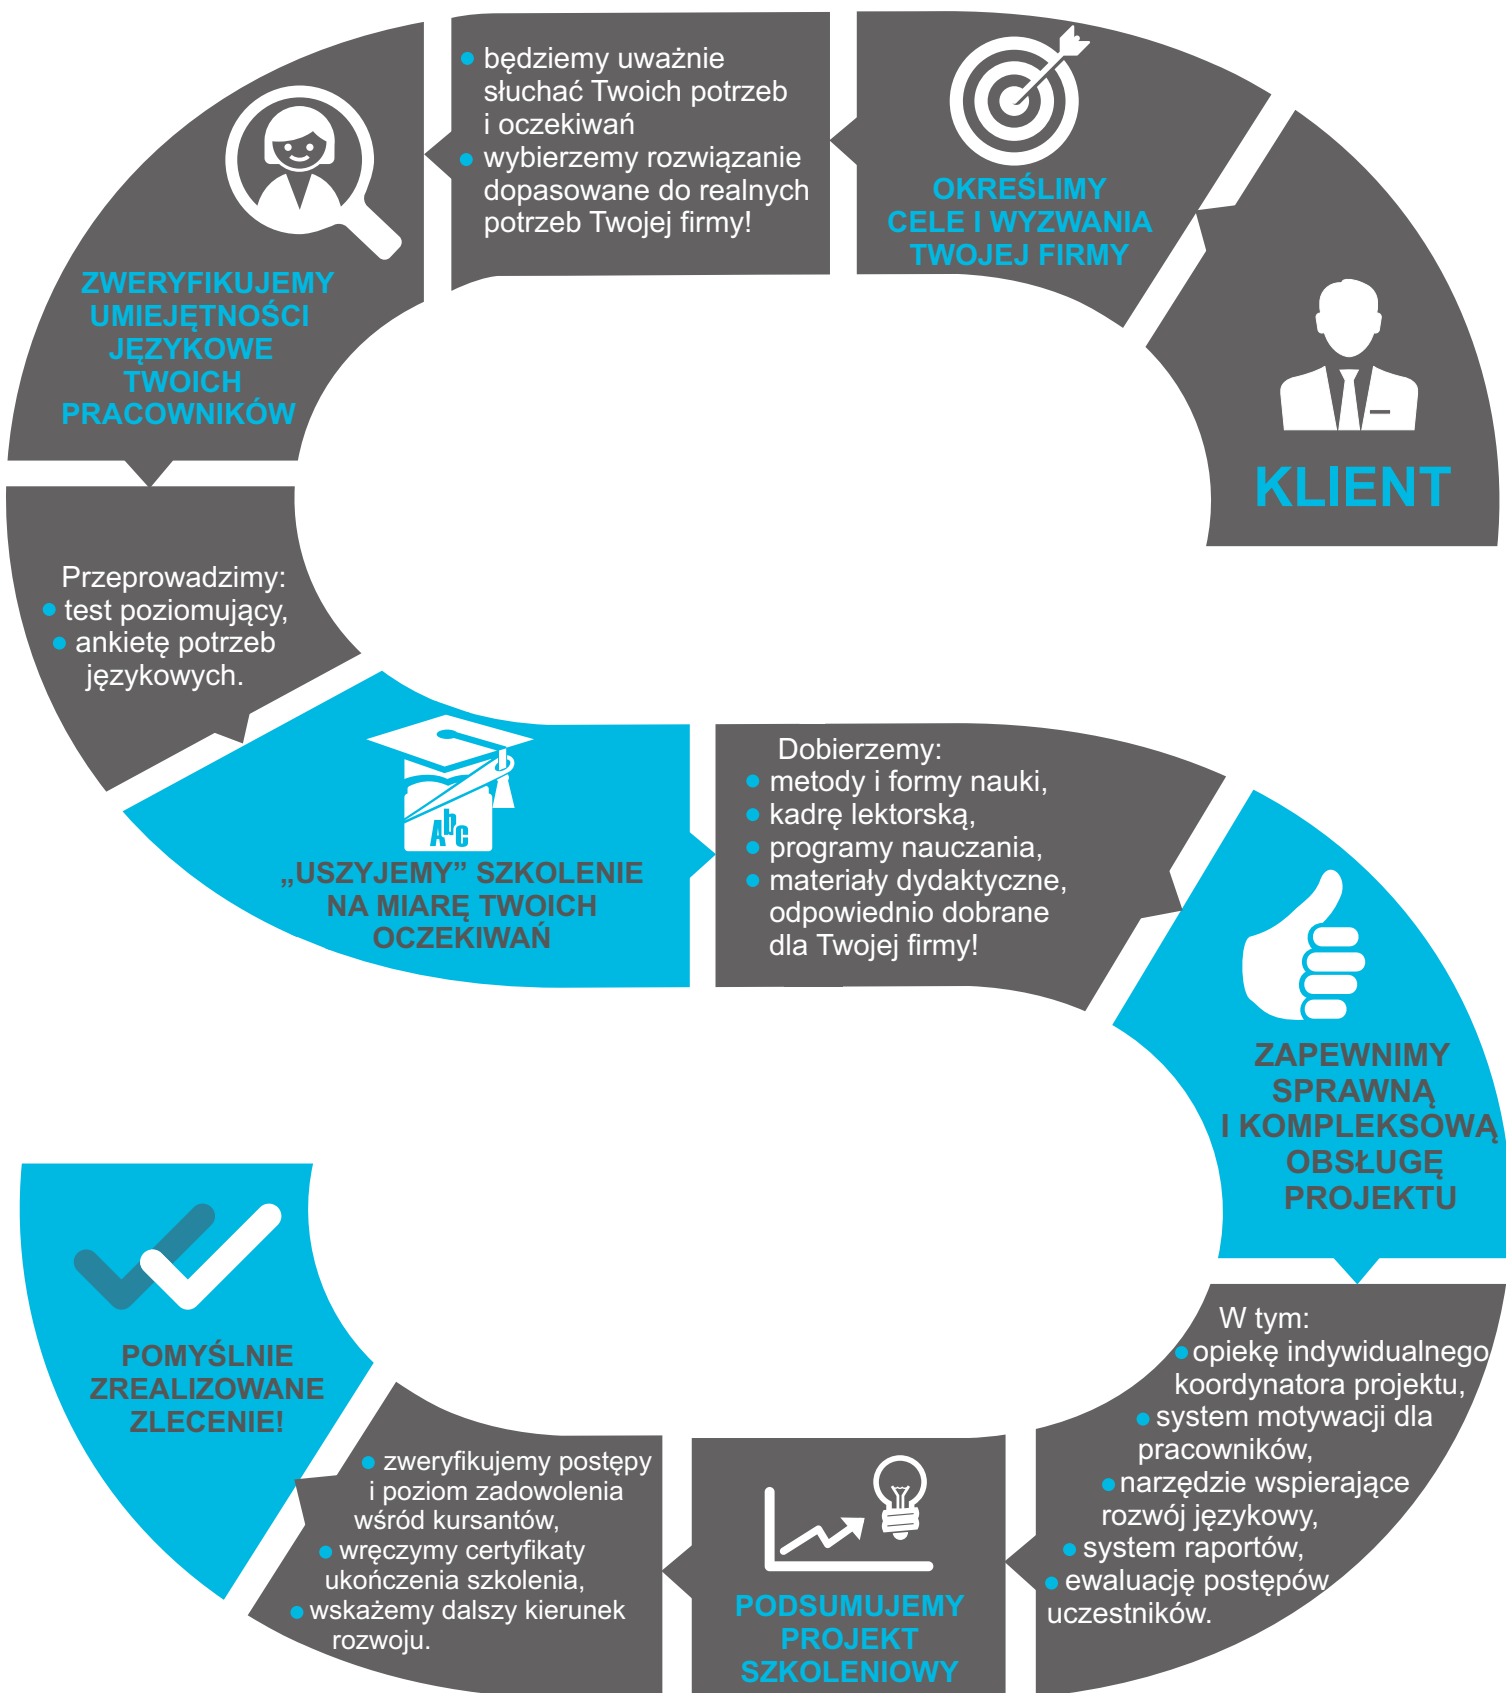 KLIENT
OKREŚLIMY
CELE I WYZWANIA
TWOJEJ FIRMY
będziemy uważnie
słuchać Twoich potrzeb
i oczekiwań
wybierzemy rozwiązanie
dopasowane do realnych
potrzeb Twojej firmy!
ZWERYFIKUJEMY
UMIEJĘTNOŚCI
JĘZYKOWE
TWOICH
PRACOWNIKÓW
Przeprowadzimy:
test poziomujący,
ankietę potrzeb
językowych.
Abc
„USZYJEMY” SZKOLENIE
NA MIARĘ TWOICH
OCZEKIWAŃ
Dobierzemy:
metody i formy nauki,
kadrę lektorską,
programy nauczania,
materiały dydaktyczne,
odpowiednio dobrane
dla Twojej firmy!
ZAPEWNIMY
SPRAWNĄ
I KOMPLEKSOWĄ
OBSŁUGĘ
PROJEKTU
W tym:
opiekę indywidualnego
koordynatora projektu,
system motywacji dla
pracowników,
narzędzie wspierające
rozwój językowy,
system raportów,
ewaluację postępów
uczestników.
PODSUMUJEMY
PROJEKT
SZKOLENIOWY
zweryfikujemy postępy
i poziom zadowolenia
wśród kursantów,
wręczymy certyfikaty
ukończenia szkolenia,
wskażemy dalszy kierunek
rozwoju.
POMYŚLNIE
ZREALIZOWANE
ZLECENIE!